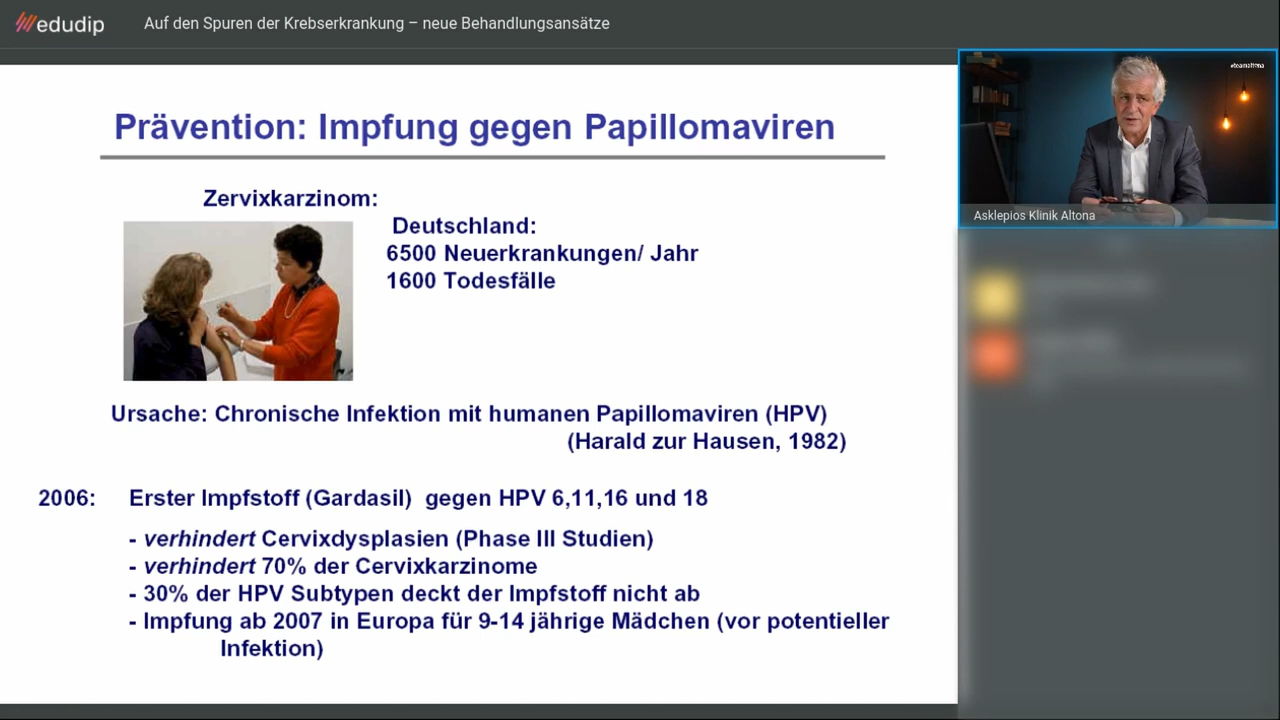 edudip
Auf den Spuren der Krebserkrankung – neue Behandlungsansätze
#teamaltona
Prävention: Impfung gegen Papillomaviren
Zervixkarzinom:
Deutschland:
6500 Neuerkrankungen/ Jahr
1600 Todesfälle
Asklepios Klinik Altona
Ursache: Chronische Infektion mit humanen Papillomaviren (HPV)
(Harald zur Hausen, 1982)
2006: Erster Impfstoff (Gardasil) gegen HPV 6,11,16 und 18
- verhindert Cervixdysplasien (Phase III Studien)
- verhindert 70% der Cervixkarzinome
- 30% der HPV Subtypen deckt der Impfstoff nicht ab
- Impfung ab 2007 in Europa für 9-14 jährige Mädchen (vor potentieller
Infektion)